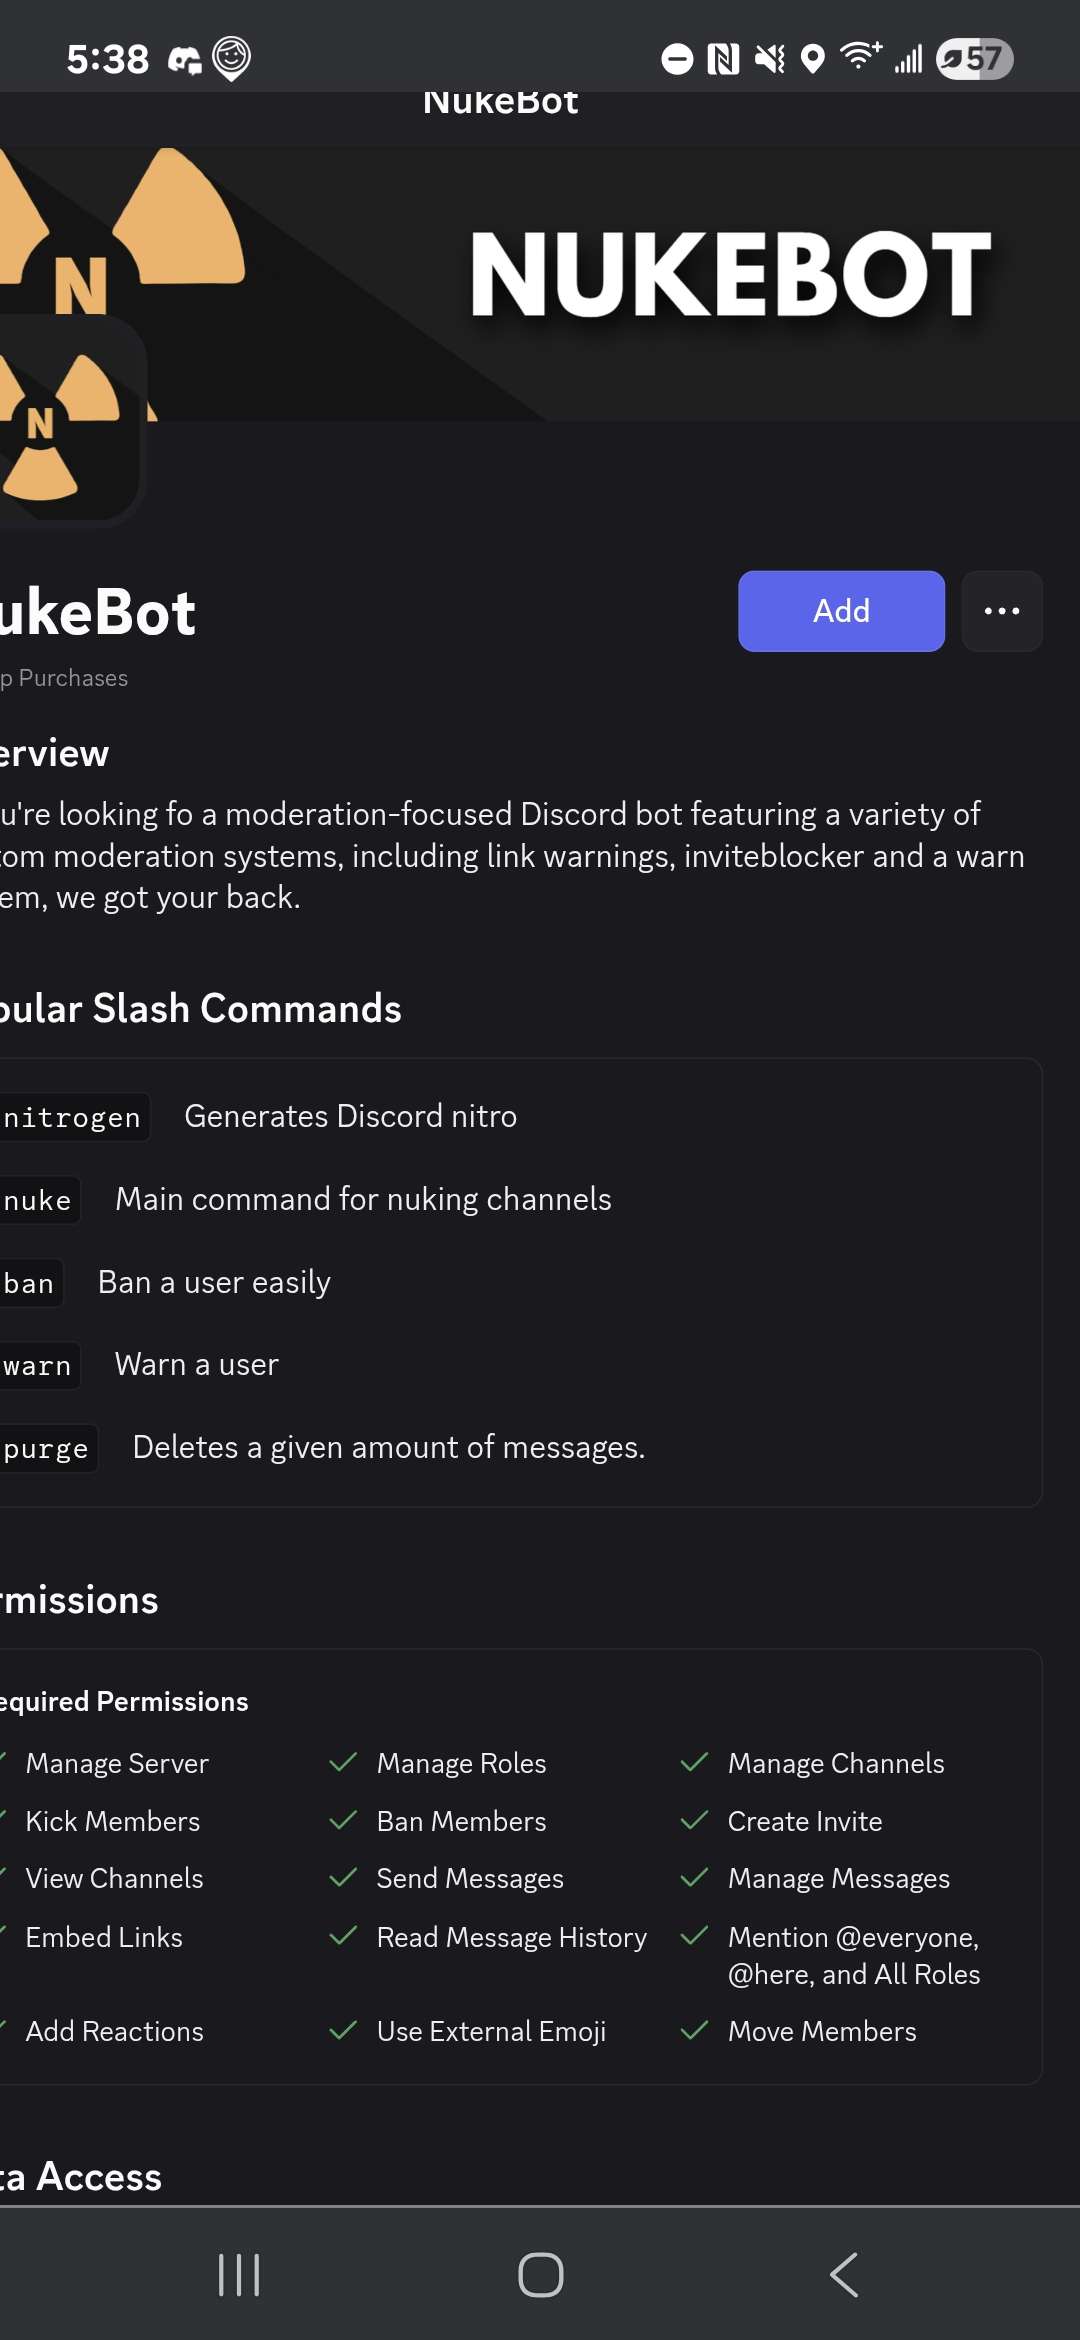 5:38
57
NukeBot
N
NUKEBOT
N
ukeBot
Add
p Purchases
erview
u're looking fo a moderation-focused Discord bot featuring a variety of
tom moderation systems, including link warnings, inviteblocker and a warn
em, we got your back.
pular Slash Commands
nitrogen Generates Discord nitro
nuke Main command for nuking channels
ban Ban a user easily
warn Warn a user
purge Deletes a given amount of messages.
rmissions
equired Permissions
Manage Server Manage Roles Manage Channels
Kick Members Ban Members Create Invite
View Channels Send Messages Manage Messages
Embed Links Read Message History Mention @everyone,
@here, and All Roles
Add Reactions Use External Emoji Move Members
ta Access